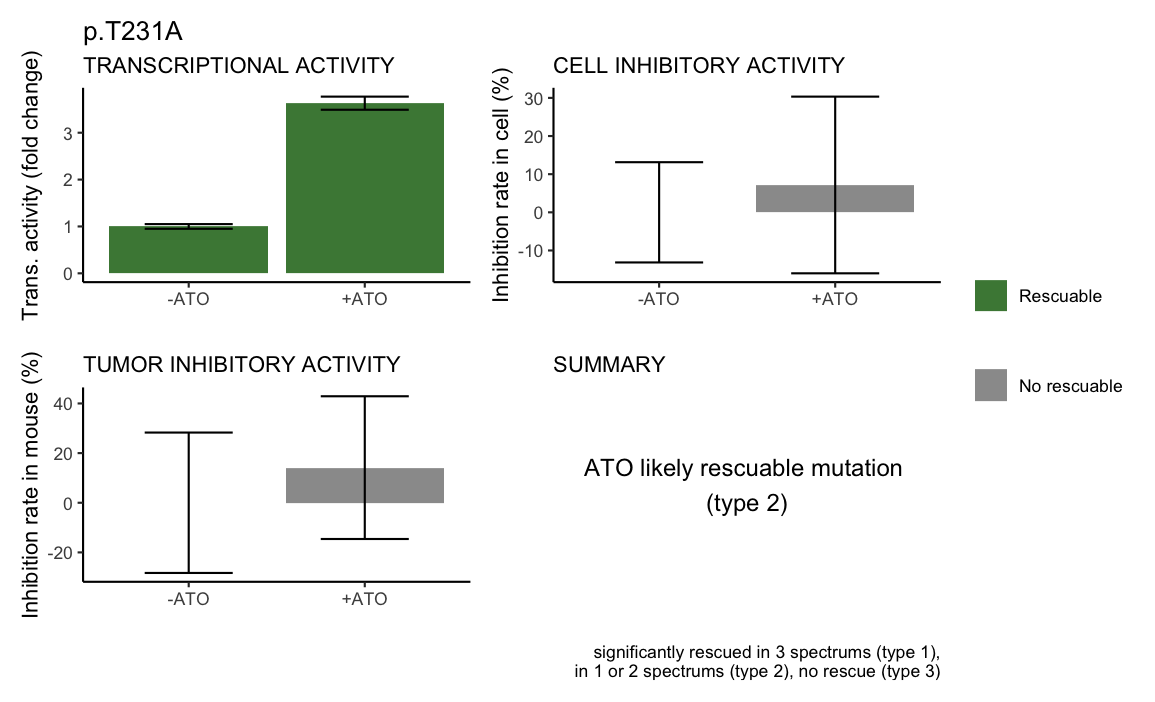 p.T231A
TRANSCRIPTIONAL ACTIVITY
Trans. activity (fold change)
3
2
1
0
-ATO
+ATO
CELL INHIBITORY ACTIVITY
Inhibition rate in cell (%)
30
20
10
0
-10
-ATO
+ATO
Rescuable
No rescuable
TUMOR INHIBITORY ACTIVITY
Inhibition rate in mouse (%)
40
20
0
-20
-ATO
+ATO
SUMMARY
ATO likely rescuable mutation
(type 2)
significantly rescued in 3 spectrums (type 1),
in 1 or 2 spectrums (type 2), no rescue (type 3)